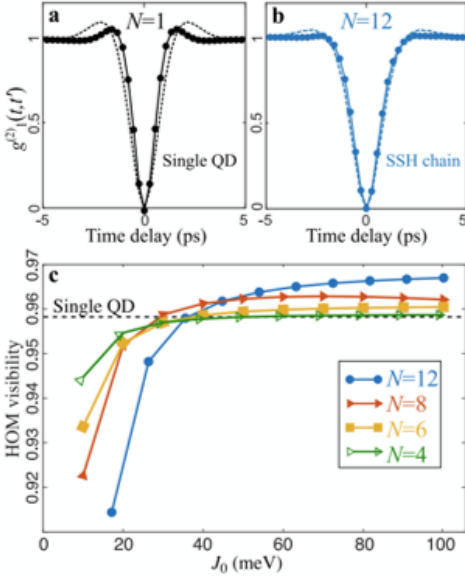 a
N=1
b
N=12
g⁽²⁾₁(t,t')
1
0.5
0
Single QD
-5
0
5
Time delay (ps)
1
0.5
0
SSH chain
-5
0
5
Time delay (ps)
c
HOM visibility
0.97
0.96
0.95
0.94
0.93
0.92
Single QD
N=12
N=8
N=6
N=4
0
20
40
60
80
100
J₀ (meV)